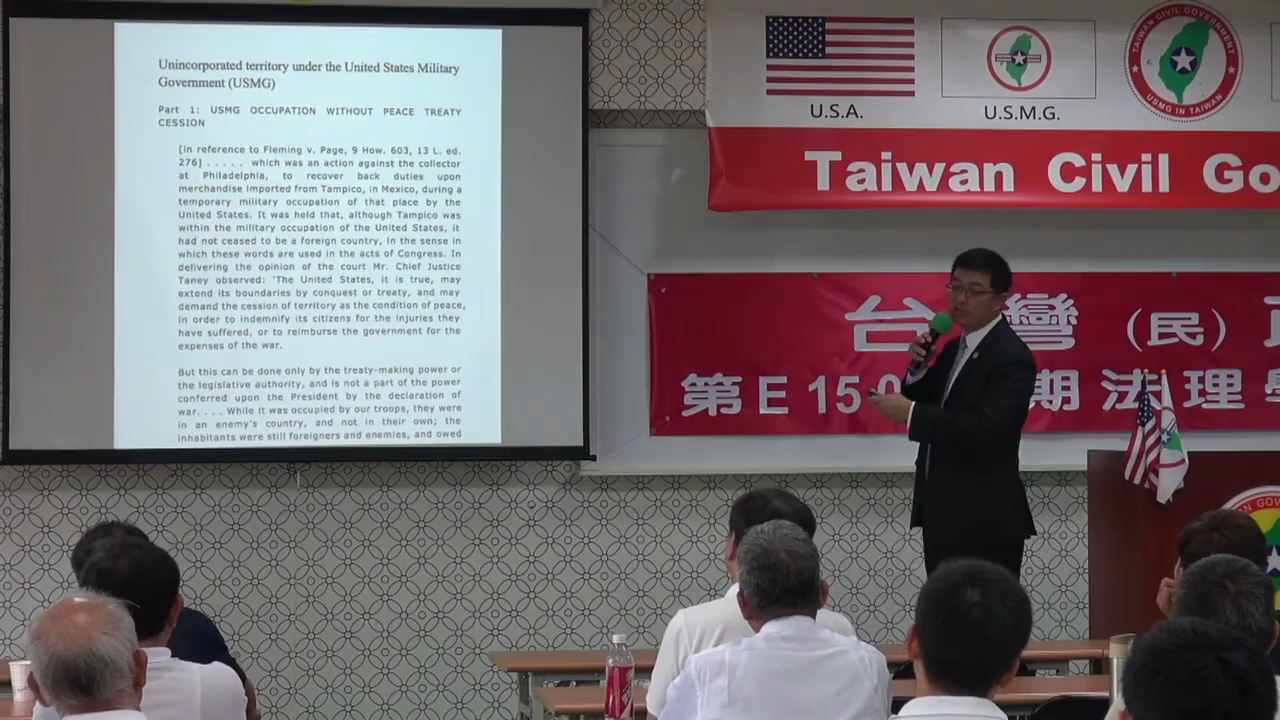 Unincorporated territory under the United States Military
Government (USMG)
Part 1: USMG OCCUPATION WITHOUT PEACE TREATY
CESSION
[in reference to Fleming v. Page, 9 How. 603, 13 L. ed.
276] . . . . . which was an action against the collector
at Philadelphia, to recover back duties upon
merchandise imported from Tampico, in Mexico, during a
temporary military occupation of that place by the
United States. It was held that, although Tampico was
within the military occupation of the United States, it
had not ceased to be a foreign country, in the sense in
which these words are used in the acts of Congress. In
delivering the opinion of the court Mr. Chief Justice
Taney observed: 'The United States, it is true, may
extend its boundaries by conquest or treaty, and may
demand the cession of territory as the condition of peace,
in order to indemnify its citizens for the injuries they
have suffered, or to reimburse the government for the
expenses of the war.
But this can be done only by the treaty-making power or
the legislative authority, and is not a part of the power
conferred upon the President by the declaration of
war. . . . While it was occupied by our troops, they were
in an enemy's country, and not in their own; the
inhabitants were still foreigners and enemies, and owed
U.S.A.
U.S.M.G.
TAIWAN CIVIL GOVERNMENT
USMG IN TAIWAN
Taiwan Civil Go
台灣(民)
第E15 期法理學